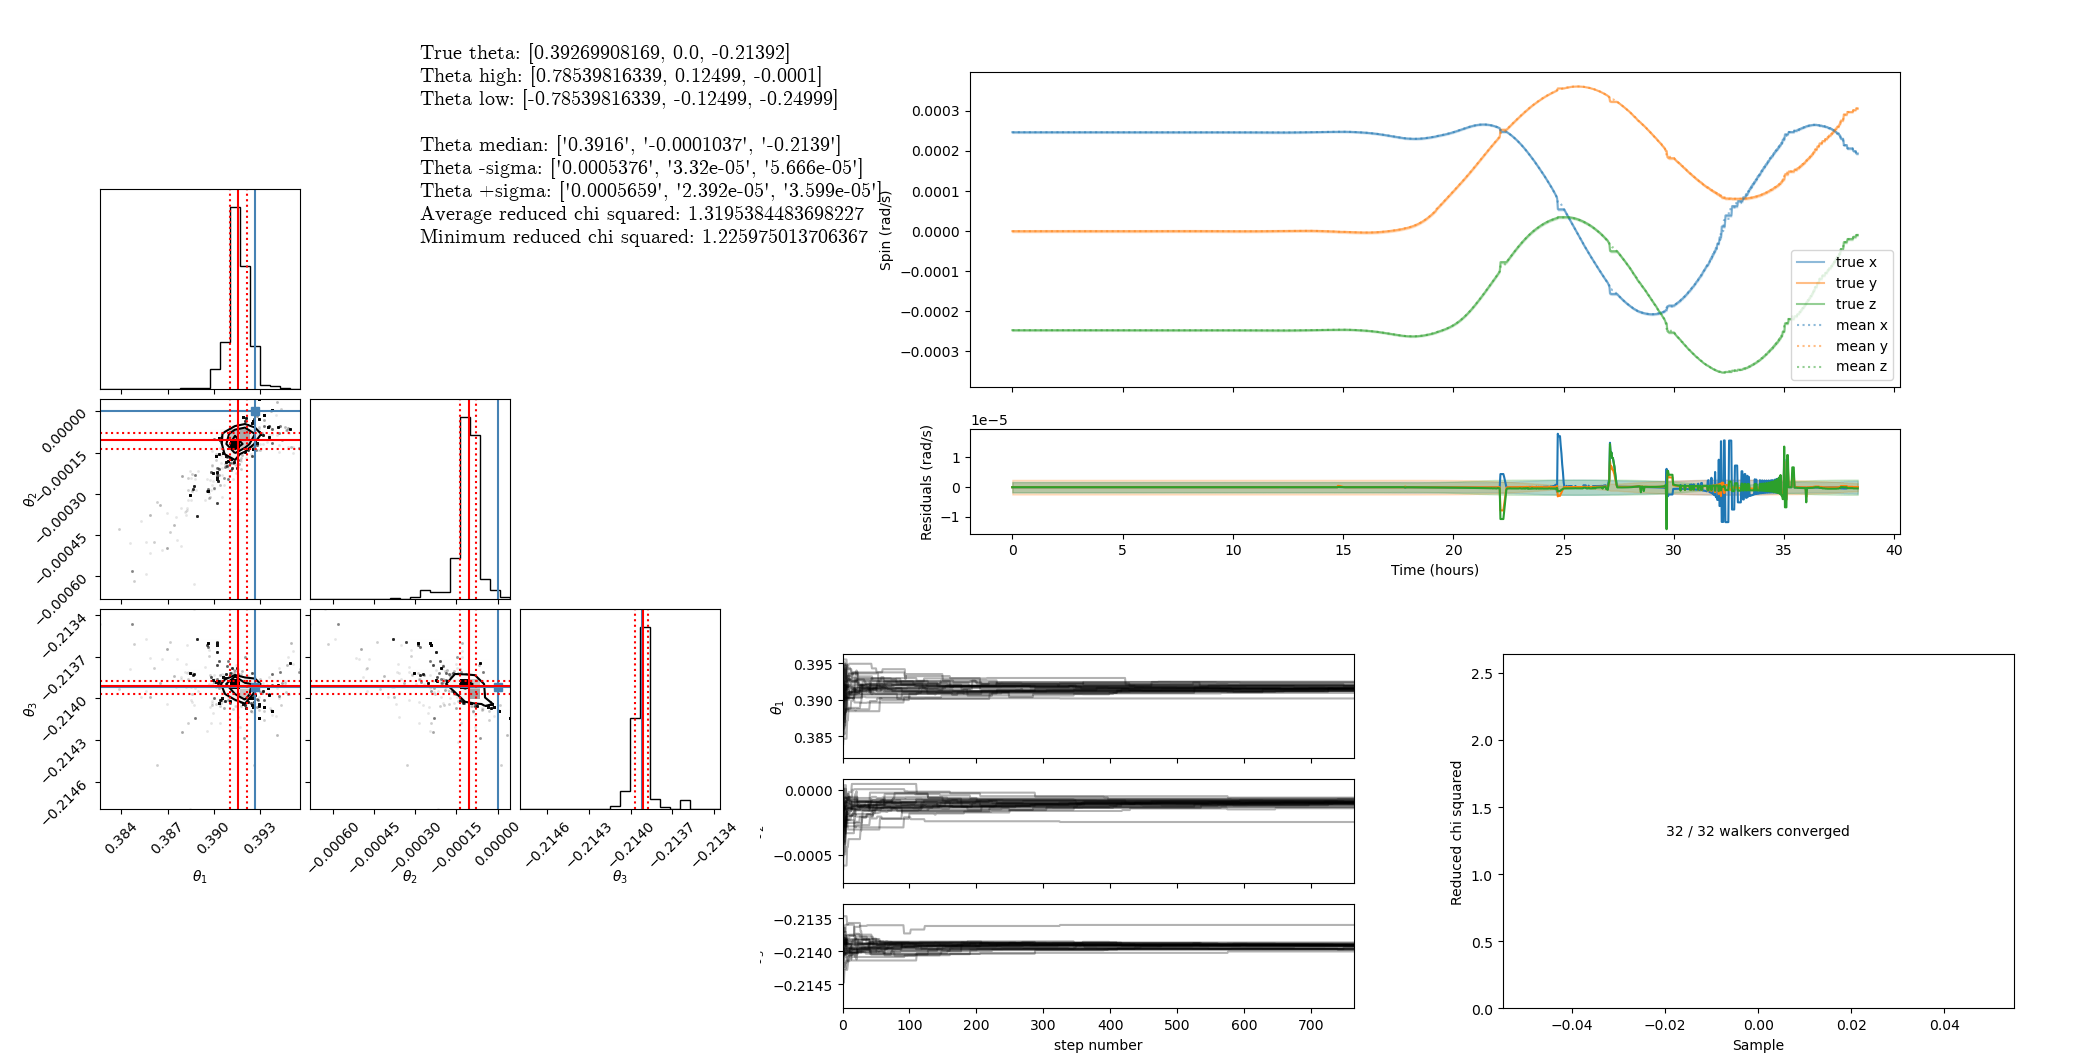 True theta: [0.39269908169, 0.0, -0.21392]
Theta high: [0.78539816339, 0.12499, -0.0001]
Theta low: [-0.78539816339, -0.12499, -0.24999]
Theta median: ['0.3916', '-0.0001037', '-0.2139']
Theta -sigma: ['0.0005376', '3.32e-05', '5.666e-05']
Theta +sigma: ['0.0005659', '2.392e-05', '3.599e-05']
Average reduced chi squared: 1.3195384483698227
Minimum reduced chi squared: 1.225975013706367
Spin (rad/s)
0.0003
0.0002
0.0001
0.0000
−0.0001
−0.0002
−0.0003
true x
true y
true z
mean x
mean y
mean z
1e−5
Residuals (rad/s)
1
0
−1
0 5 10 15 20 25 30 35 40
Time (hours)
θ2
0.00000
−0.00015
−0.00030
−0.00045
−0.00060
θ3
−0.2134
−0.2137
−0.2140
−0.2143
−0.2146
0.384 0.387 0.390 0.393
θ1
−0.00060 −0.00045 −0.00030 −0.00015 0.00000
θ2
−0.2146 −0.2143 −0.2140 −0.2137 −0.2134
θ3
θ1
0.395
0.390
0.385
0.0000
−0.0005
−0.2135
−0.2140
−0.2145
0 100 200 300 400 500 600 700
step number
Reduced chi squared
2.5
2.0
1.5
1.0
0.5
0.0
32 / 32 walkers converged
−0.04 −0.02 0.00 0.02 0.04
Sample